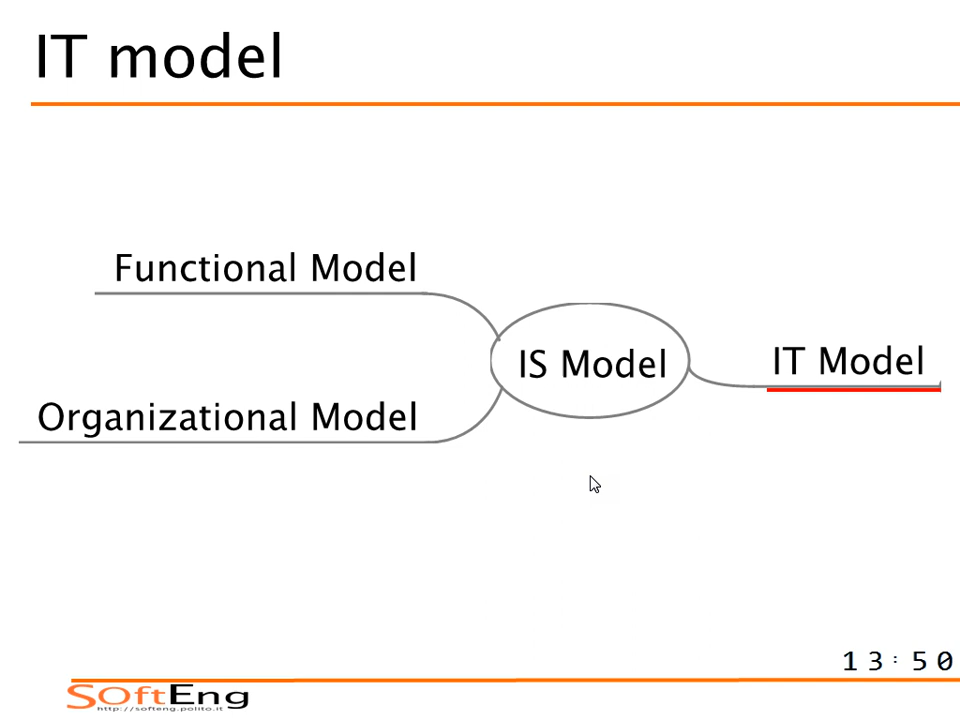 IT model
Functional Model
IS Model
IT Model
Organizational Model
13:50
SOftEng
http://softeng.polito.it